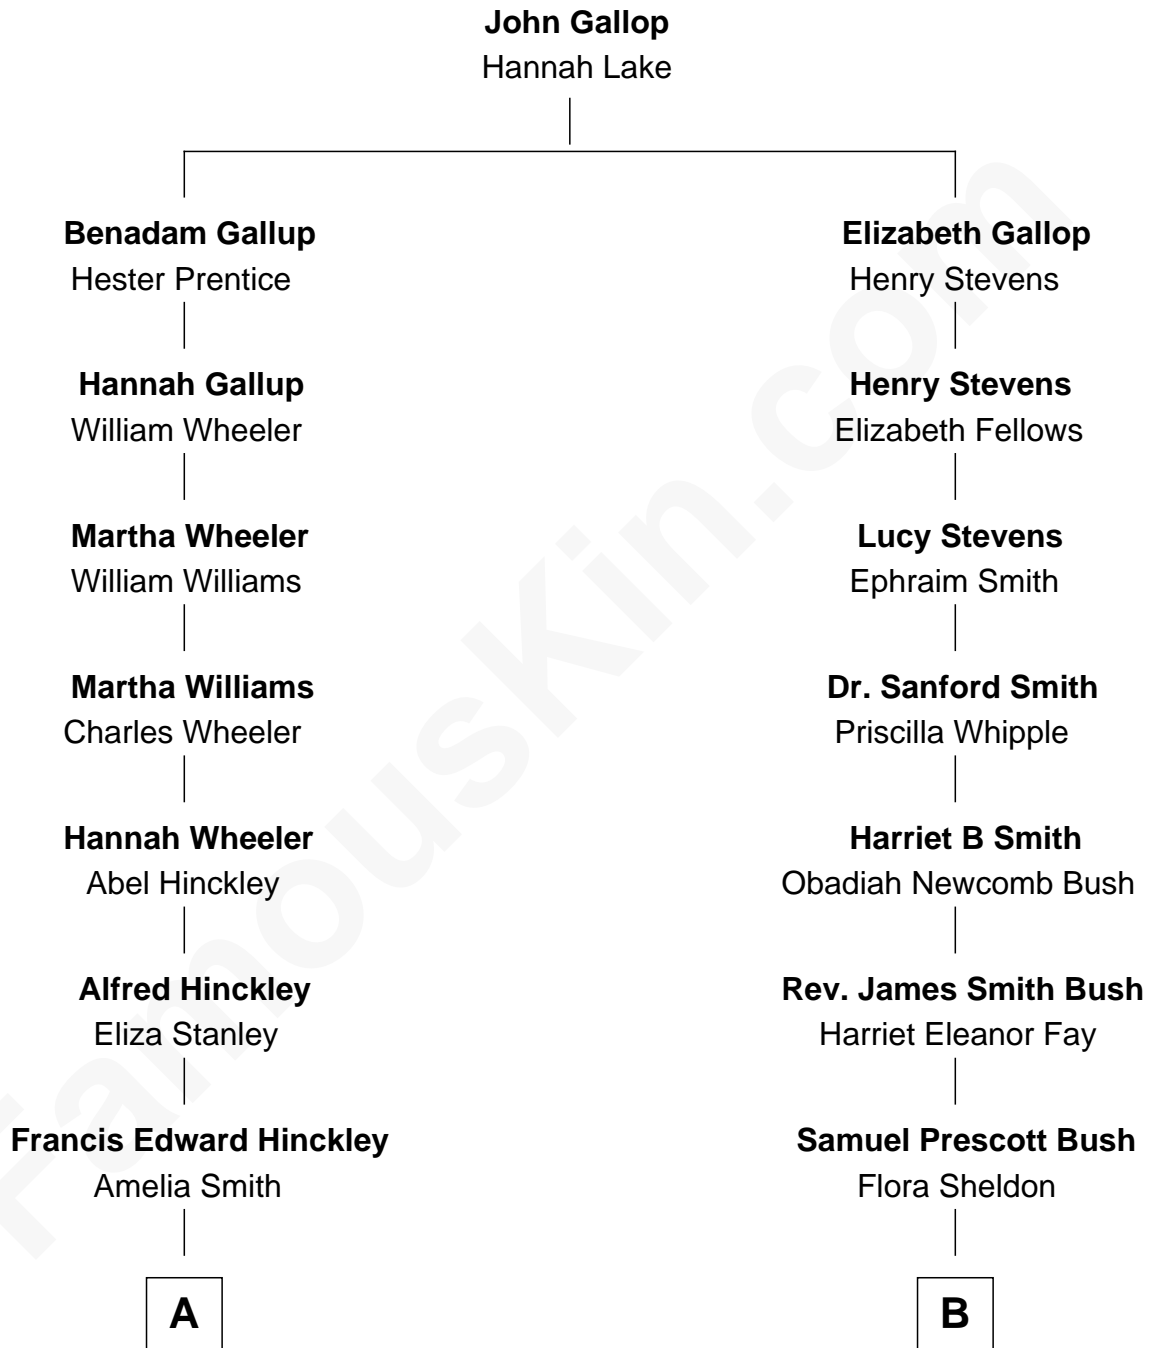 John Gallop
Hannah Lake
Benadam Gallup
Hester Prentice
Elizabeth Gallop
Henry Stevens
Hannah Gallup
William Wheeler
Henry Stevens
Elizabeth Fellows
Martha Wheeler
William Williams
Lucy Stevens
Ephraim Smith
Martha Williams
Charles Wheeler
Dr. Sanford Smith
Priscilla Whipple
Hannah Wheeler
Abel Hinckley
Harriet B Smith
Obadiah Newcomb Bush
Alfred Hinckley
Eliza Stanley
Rev. James Smith Bush
Harriet Eleanor Fay
Francis Edward Hinckley
Amelia Smith
Samuel Prescott Bush
Flora Sheldon
A
B
FamousKin.com